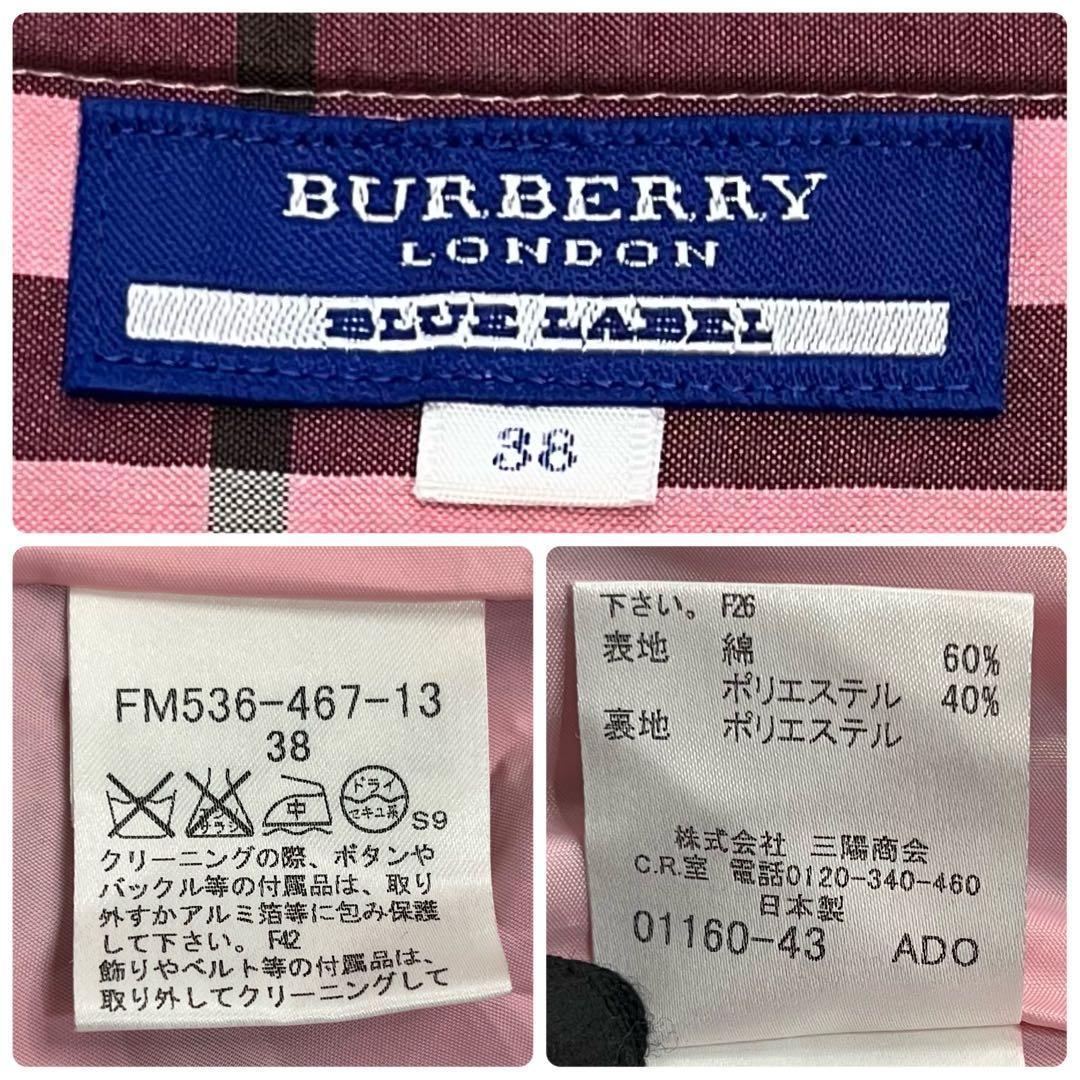 BURBERRY
LONDON
BLUE LABEL
38
FM536-467-13
38
エンソ
サラシ
中
ドライ
セキユ系
S9
クリーニングの際、ボタンや
バックル等の付属品は、取り
外すかアルミ箔等に包み保護
して下さい。 F42
飾りやベルト等の付属品は、
取り外してクリーニングして
下さい。 F26
表地 綿 60%
ポリエステル 40%
裏地 ポリエステル
株式会社 三陽商会
C.R.室 電話0120-340-460
日本製
01160-43 ADO